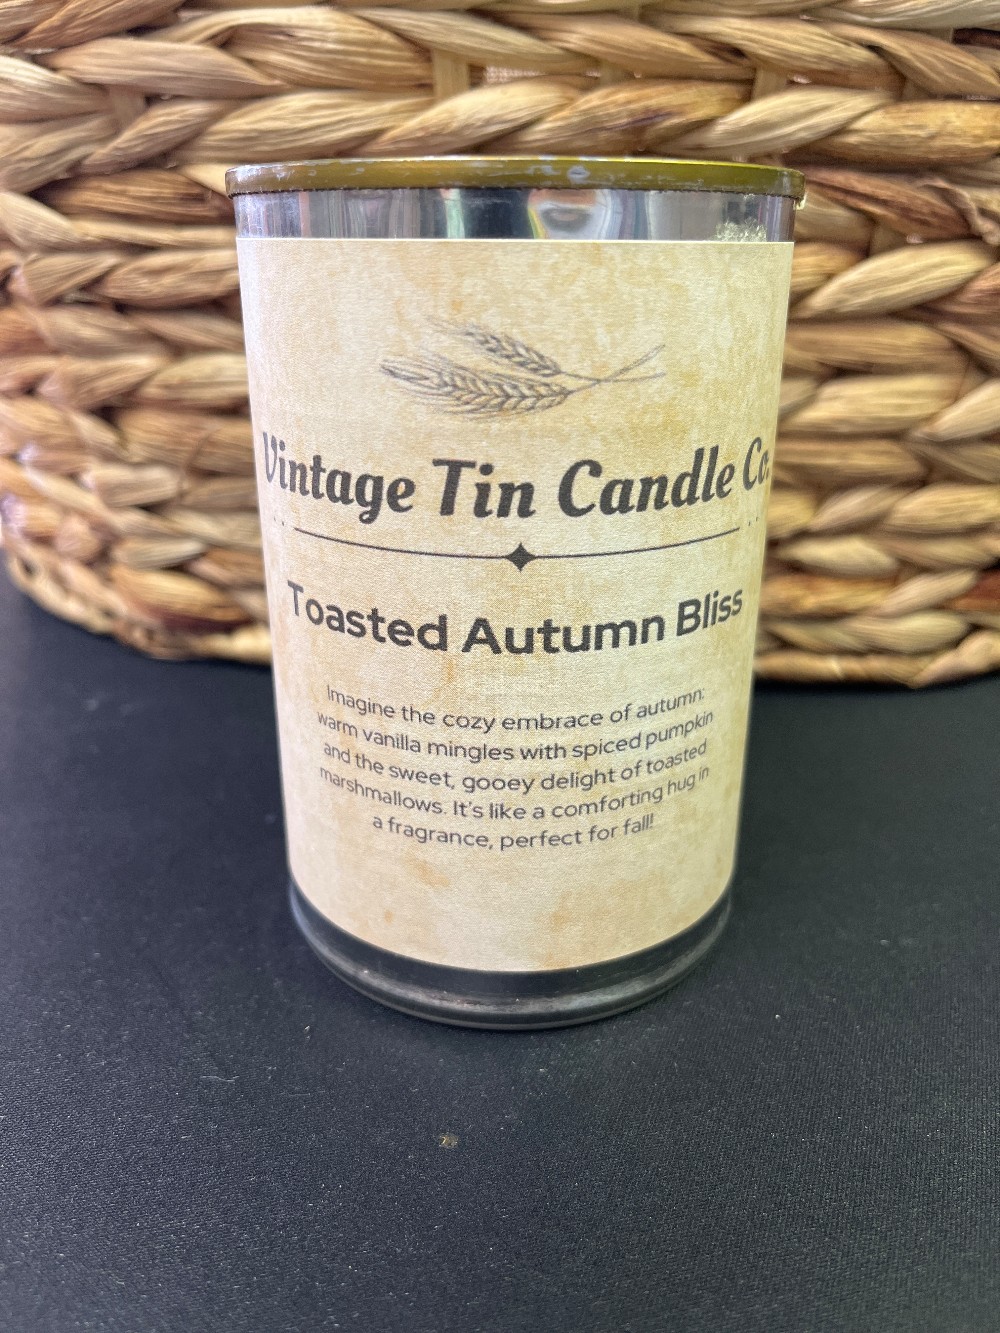 Vintage Tin Candle Co.
Toasted Autumn Bliss
Imagine the cozy embrace of autumn:
warm vanilla mingles with spiced pumpkin
and the sweet, gooey delight of toasted
marshmallows. It's like a comforting hug in
a fragrance, perfect for fall!